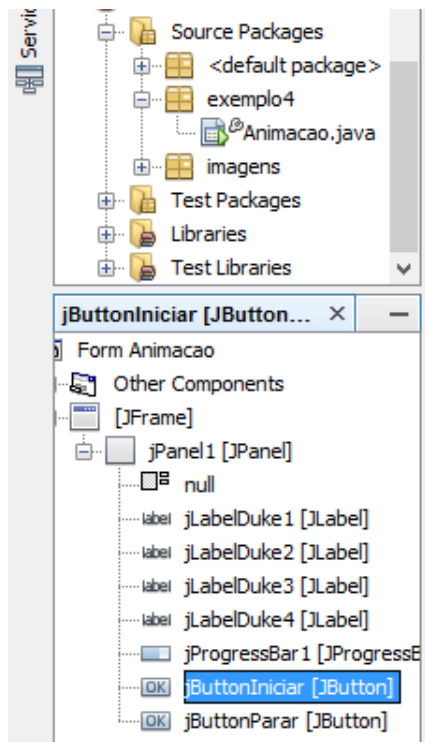 Servic
Source Packages
<default package>
exemplo4
Animacao.java
imagens
Test Packages
Libraries
Test Libraries
jButtonIniciar [JButton... ×
Form Animacao
Other Components
[JFrame]
jPanel1 [JPanel]
null
label jLabelDuke1 [JLabel]
label jLabelDuke2 [JLabel]
label jLabelDuke3 [JLabel]
label jLabelDuke4 [JLabel]
jProgressBar1 [JProgressB
OK jButtonIniciar [JButton]
OK jButtonParar [JButton]